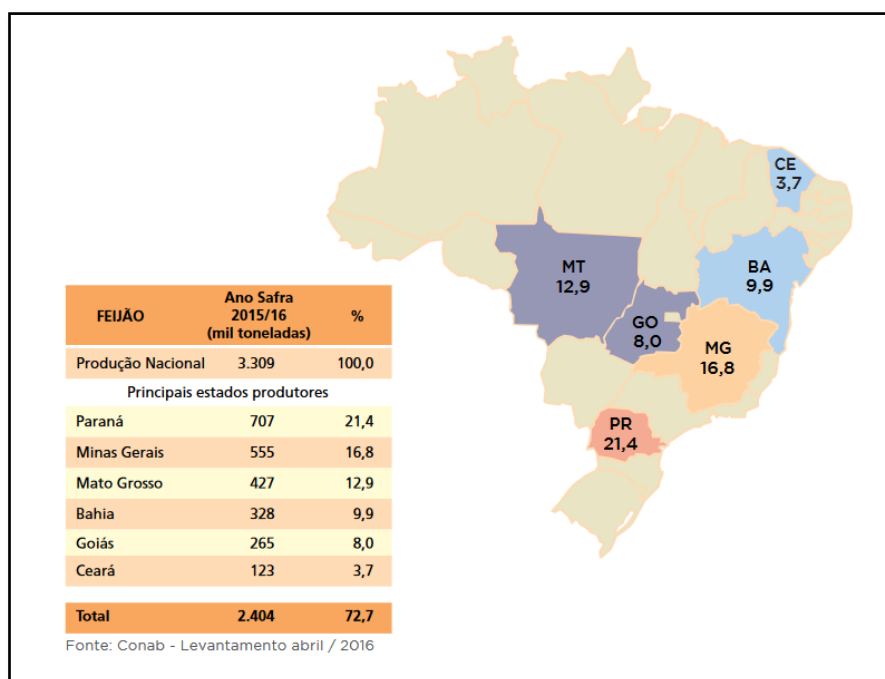 CE
3,7
MT
12,9
BA
9,9
GO
8,0
MG
16,8
PR
21,4
FEIJÃO Ano Safra 2015/16 (mil toneladas) %
Produção Nacional 3.309 100,0
Principais estados produtores
Paraná 707 21,4
Minas Gerais 555 16,8
Mato Grosso 427 12,9
Bahia 328 9,9
Goiás 265 8,0
Ceará 123 3,7
Total 2.404 72,7
Fonte: Conab - Levantamento abril / 2016